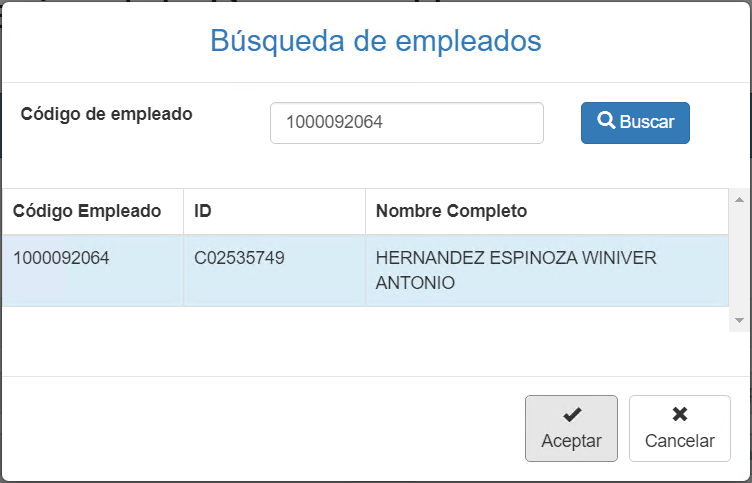 Búsqueda de empleados
Código de empleado 1000092064 Buscar
Código Empleado ID Nombre Completo
1000092064 C02535749 HERNANDEZ ESPINOZA WINIVER
ANTONIO
Aceptar Cancelar